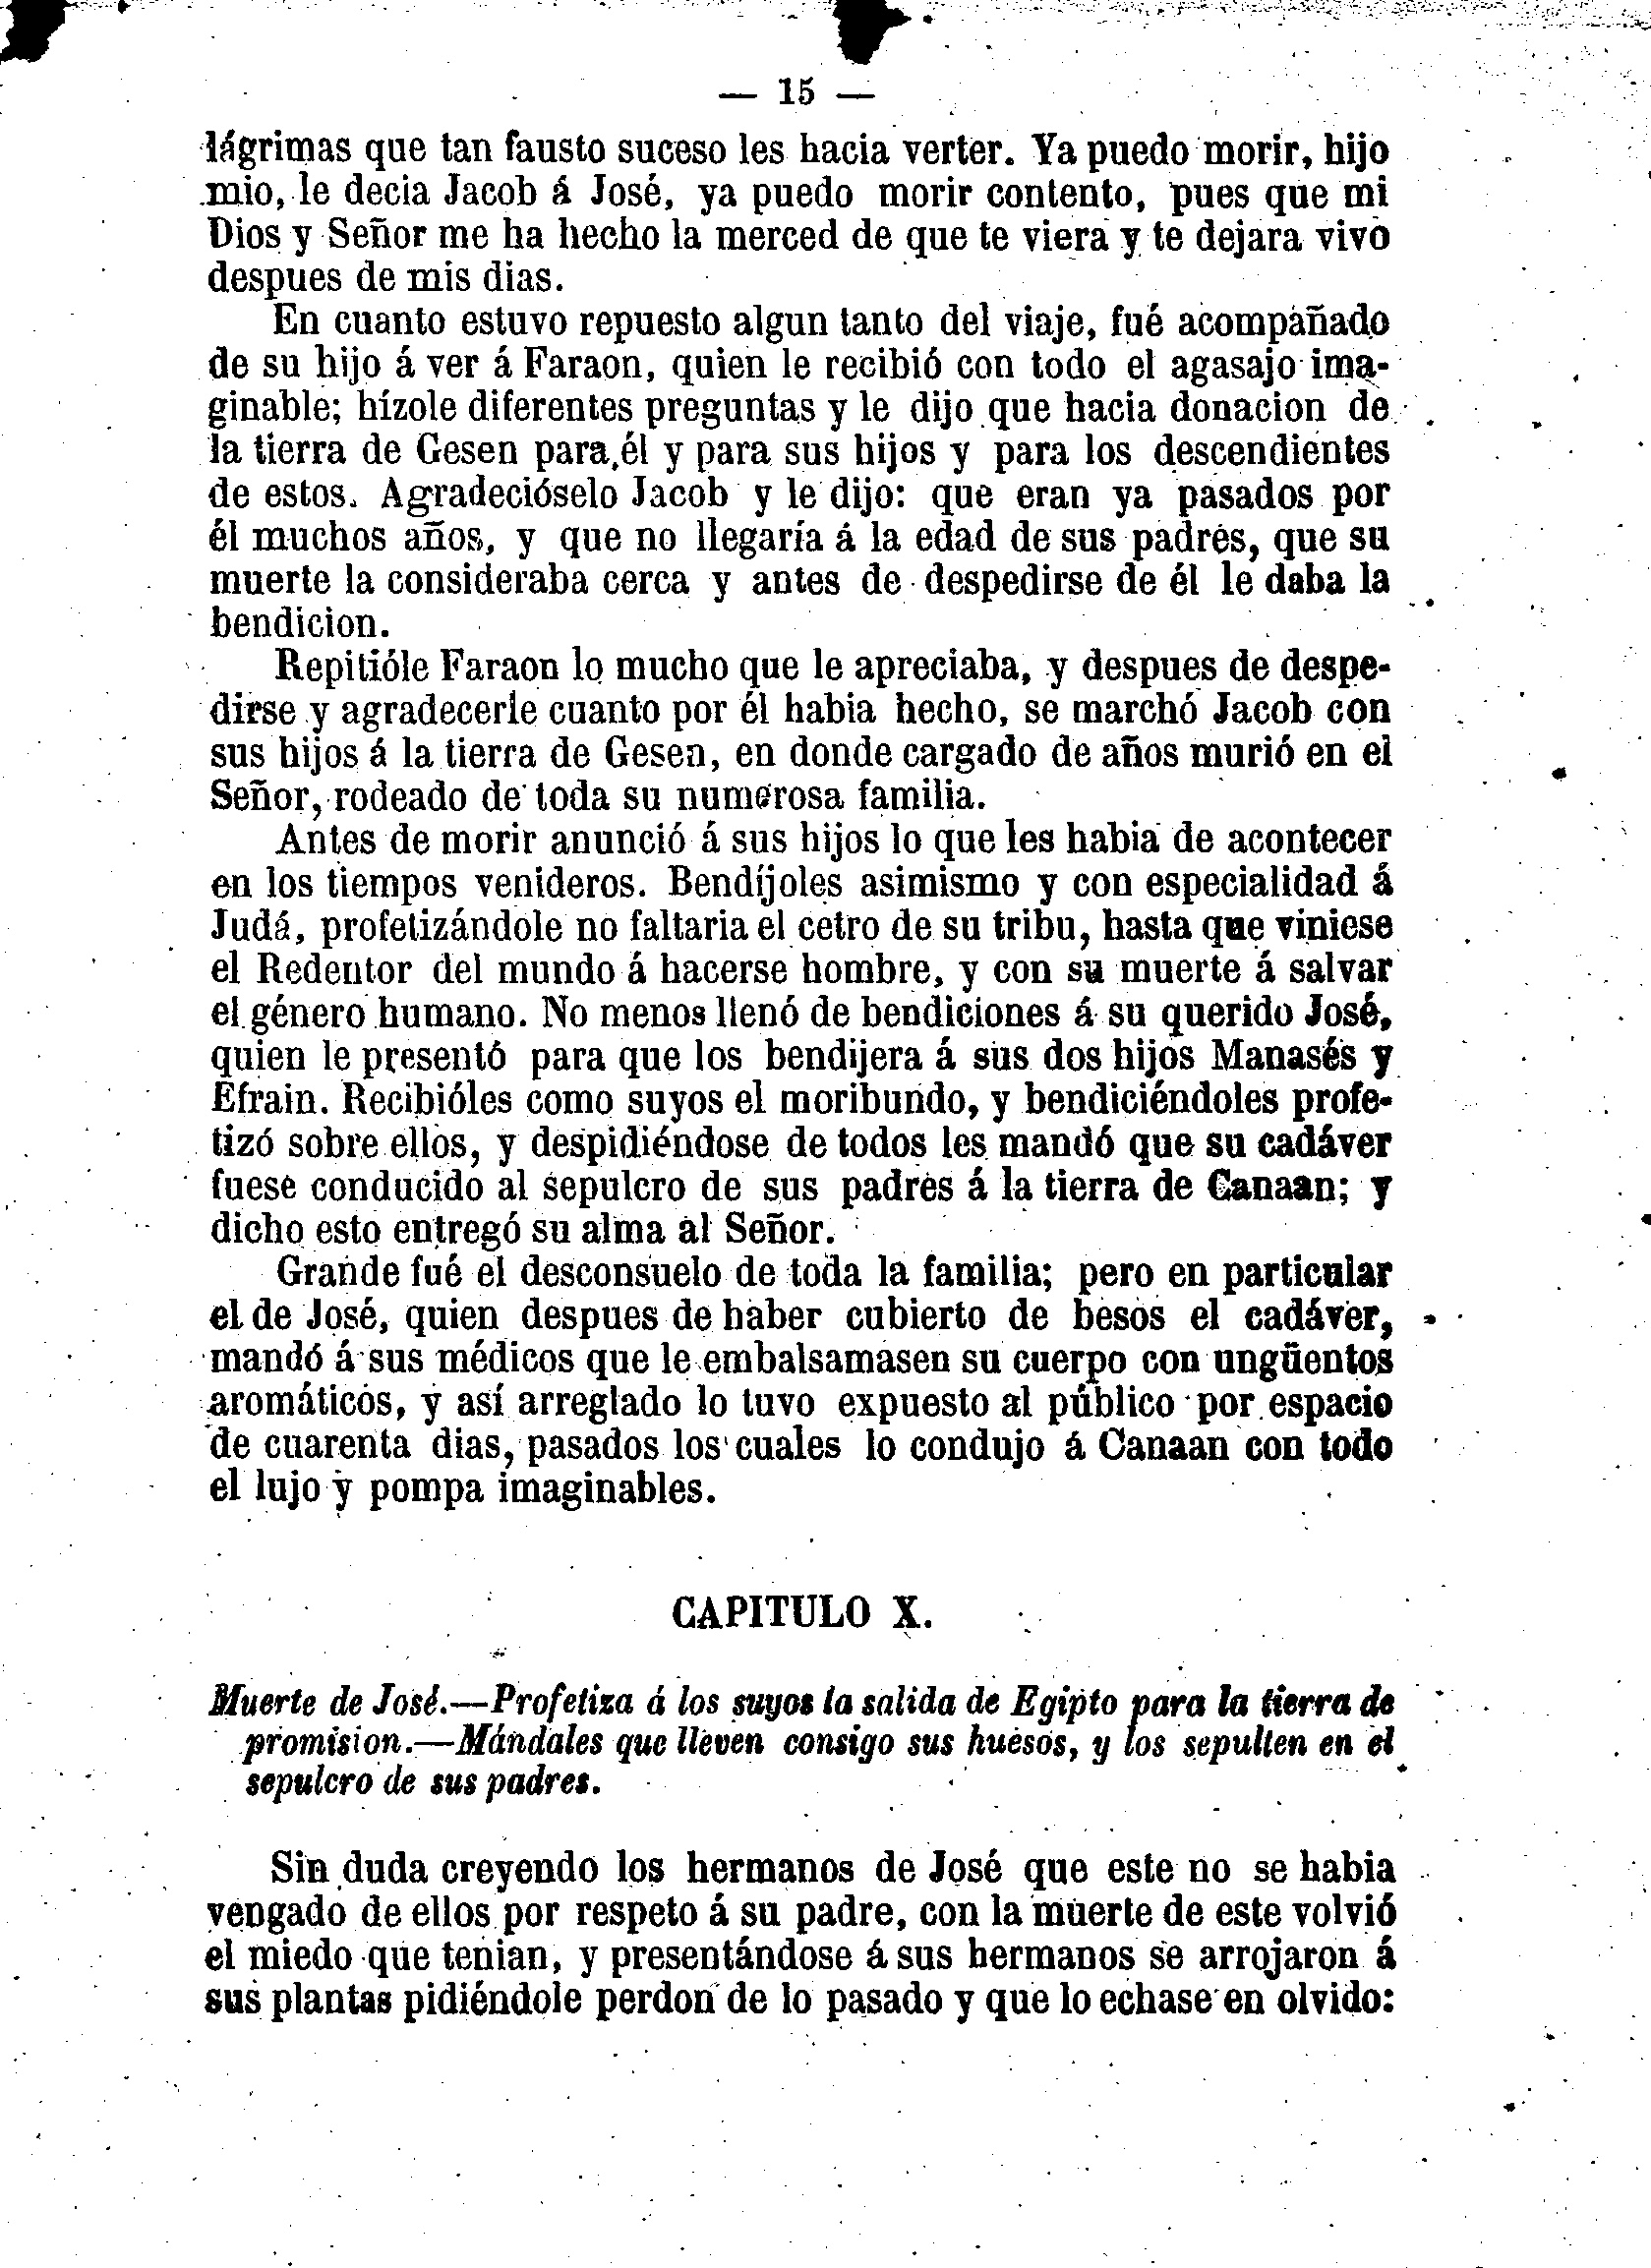 — 15 —
lágrimas que tan fausto suceso les hacia verter. Ya puedo morir, hijo
mio, le decia Jacob á José, ya puedo morir contento, pues que mi
Dios y Señor me ha hecho la merced de que te viera y te dejara vivo
despues de mis dias.
En cuanto estuvo repuesto algun tanto del viaje, fué acompañado
de su hijo á ver á Faraon, quien le recibió con todo el agasajo ima-
ginable; hízole diferentes preguntas y le dijo que hacia donacion de
la tierra de Gesen para él y para sus hijos y para los descendientes
de estos. Agradecióselo Jacob y le dijo: que eran ya pasados por
él muchos años, y que no llegaría á la edad de sus padres, que su
muerte la consideraba cerca y antes de despedirse de él le daba la
bendicion.
Repitióle Faraon lo mucho que le apreciaba, y despues de despe-
dirse y agradecerle cuanto por él habia hecho, se marchó Jacob con
sus hijos á la tierra de Gesen, en donde cargado de años murió en el
Señor, rodeado de toda su numerosa familia.
Antes de morir anunció á sus hijos lo que les habia de acontecer
en los tiempos venideros. Bendíjoles asimismo y con especialidad á
Judá, profetizándole no faltaria el cetro de su tribu, hasta que viniese
el Redentor del mundo á hacerse hombre, y con su muerte á salvar
el género humano. No menos llenó de bendiciones á su querido José,
quien le presentó para que los bendijera á sus dos hijos Manasés y
Efrain. Recibióles como suyos el moribundo, y bendiciéndoles profe-
tizó sobre ellos, y despidiéndose de todos les mandó que su cadáver
fuese conducido al sepulcro de sus padres á la tierra de Canaan; y
dicho esto entregó su alma al Señor.
Grande fué el desconsuelo de toda la familia; pero en particular
el de José, quien despues de haber cubierto de besos el cadáver,
mandó á sus médicos que le embalsamasen su cuerpo con ungüentos
aromáticos, y así arreglado lo tuvo expuesto al público por espacio
de cuarenta dias, pasados los cuales lo condujo á Canaan con todo
el lujo y pompa imaginables.
CAPITULO X.
Muerte de José.—Profetiza á los suyos la salida de Egipto para la tierra de
promision.—Mándales que lleven consigo sus huesos, y los sepulten en el
sepulcro de sus padres.
Sin duda creyendo los hermanos de José que este no se habia
vengado de ellos por respeto á su padre, con la muerte de este volvió
el miedo que tenian, y presentándose á sus hermanos se arrojaron á
sus plantas pidiéndole perdon de lo pasado y que lo echase en olvido: